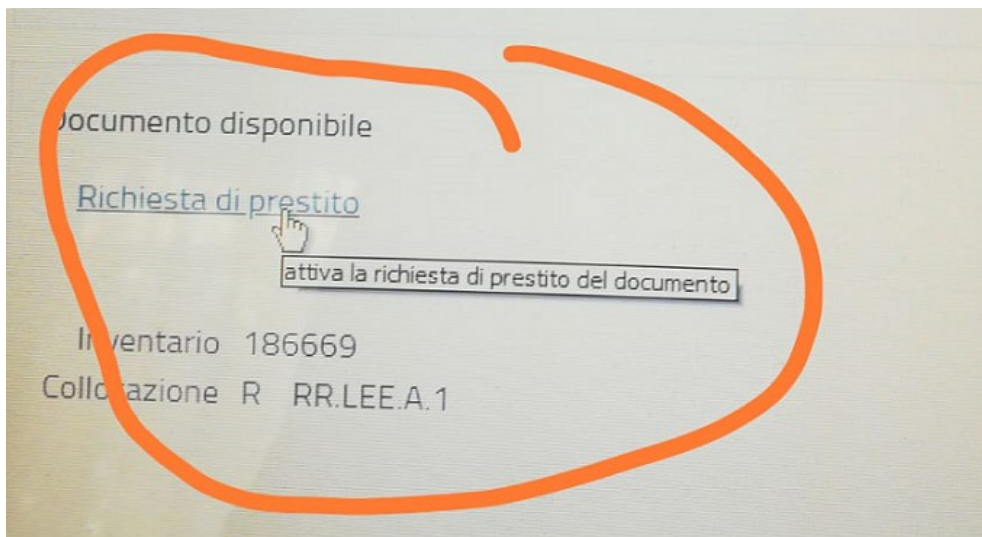 Documento disponibile
Richiesta di prestito
attiva la richiesta di prestito del documento
Inventario 186669
Collocazione R RR.LEE.A.1